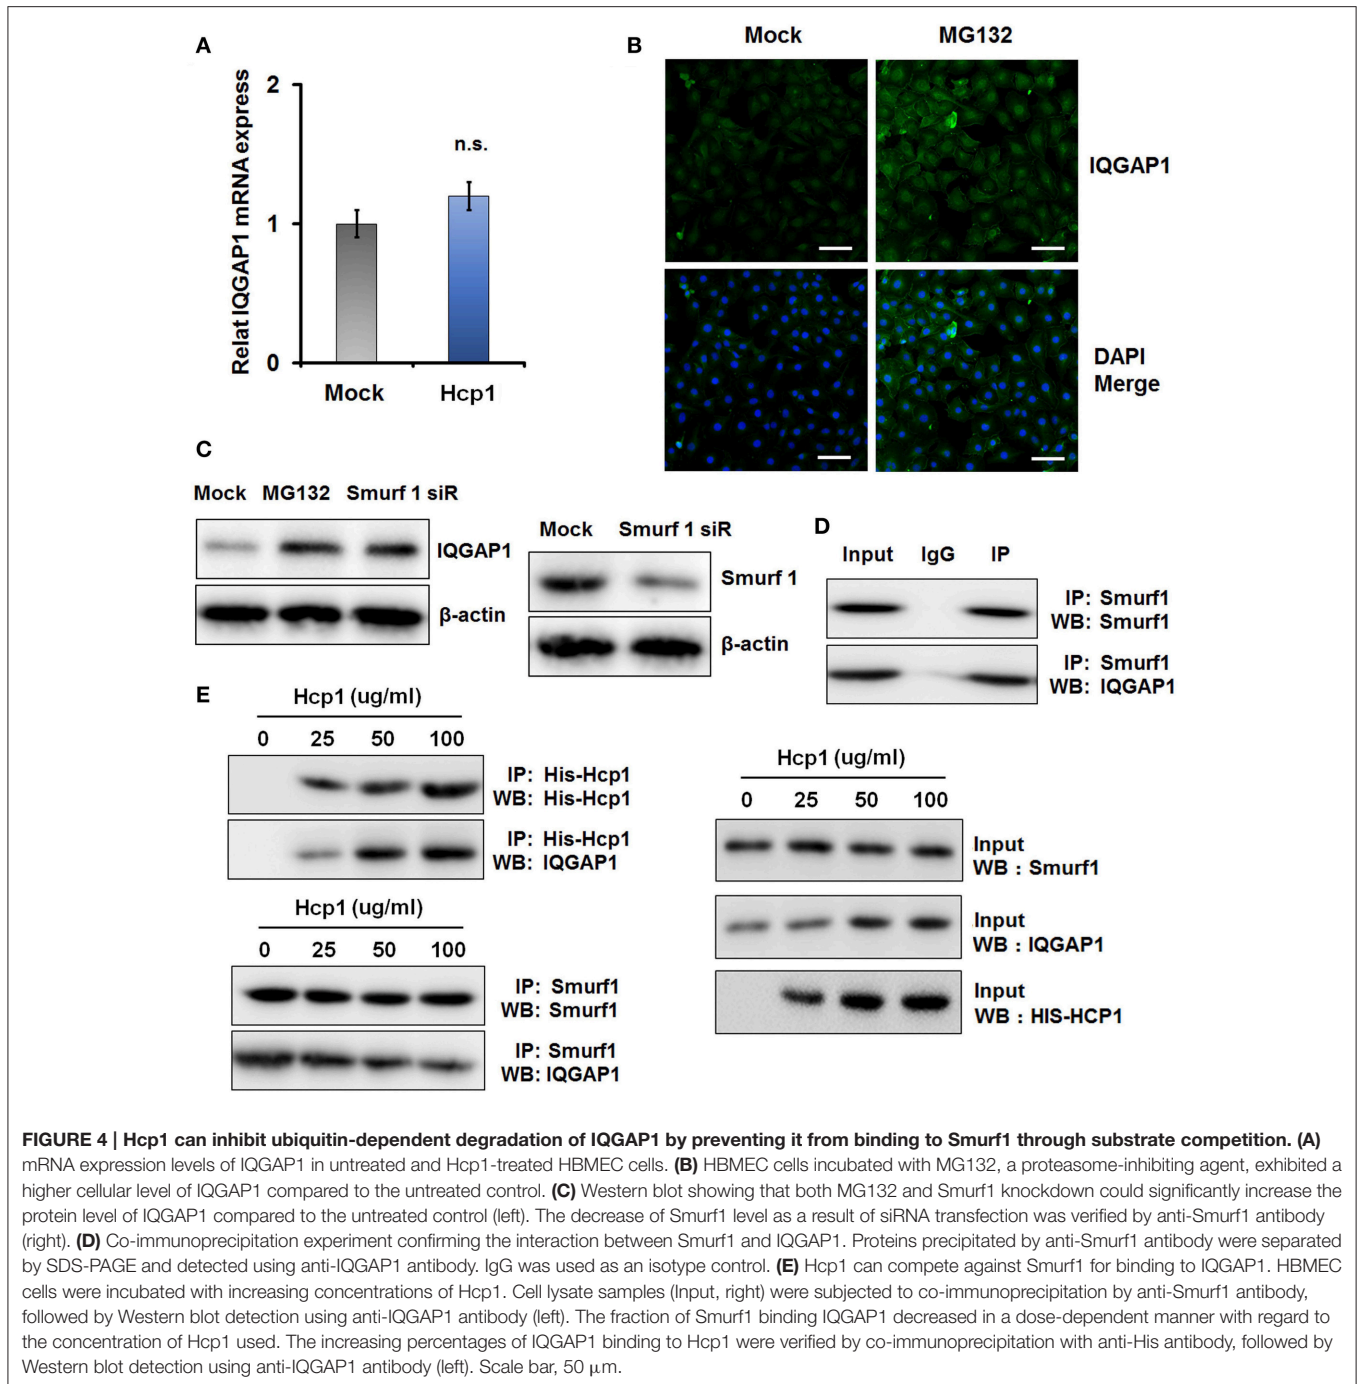 A
Relat IQGAP1 mRNA express
2
1
0
n.s.
Mock
Hcp1
B
Mock
MG132
IQGAP1
DAPI
Merge
C
Mock MG132 Smurf 1 siR
IQGAP1
β-actin
Mock Smurf 1 siR
Smurf 1
β-actin
D
Input IgG IP
IP: Smurf1
WB: Smurf1
IP: Smurf1
WB: IQGAP1
E
Hcp1 (ug/ml)
0 25 50 100
IP: His-Hcp1
WB: His-Hcp1
IP: His-Hcp1
WB: IQGAP1
Hcp1 (ug/ml)
0 25 50 100
IP: Smurf1
WB: Smurf1
IP: Smurf1
WB: IQGAP1
Hcp1 (ug/ml)
0 25 50 100
Input
WB : Smurf1
Input
WB : IQGAP1
Input
WB : HIS-HCP1
FIGURE 4 | Hcp1 can inhibit ubiquitin-dependent degradation of IQGAP1 by preventing it from binding to Smurf1 through substrate competition. (A)
mRNA expression levels of IQGAP1 in untreated and Hcp1-treated HBMEC cells. (B) HBMEC cells incubated with MG132, a proteasome-inhibiting agent, exhibited a
higher cellular level of IQGAP1 compared to the untreated control. (C) Western blot showing that both MG132 and Smurf1 knockdown could significantly increase the
protein level of IQGAP1 compared to the untreated control (left). The decrease of Smurf1 level as a result of siRNA transfection was verified by anti-Smurf1 antibody
(right). (D) Co-immunoprecipitation experiment confirming the interaction between Smurf1 and IQGAP1. Proteins precipitated by anti-Smurf1 antibody were separated
by SDS-PAGE and detected using anti-IQGAP1 antibody. IgG was used as an isotype control. (E) Hcp1 can compete against Smurf1 for binding to IQGAP1. HBMEC
cells were incubated with increasing concentrations of Hcp1. Cell lysate samples (Input, right) were subjected to co-immunoprecipitation by anti-Smurf1 antibody,
followed by Western blot detection using anti-IQGAP1 antibody (left). The fraction of Smurf1 binding IQGAP1 decreased in a dose-dependent manner with regard to
the concentration of Hcp1 used. The increasing percentages of IQGAP1 binding to Hcp1 were verified by co-immunoprecipitation with anti-His antibody, followed by
Western blot detection using anti-IQGAP1 antibody (left). Scale bar, 50 μm.